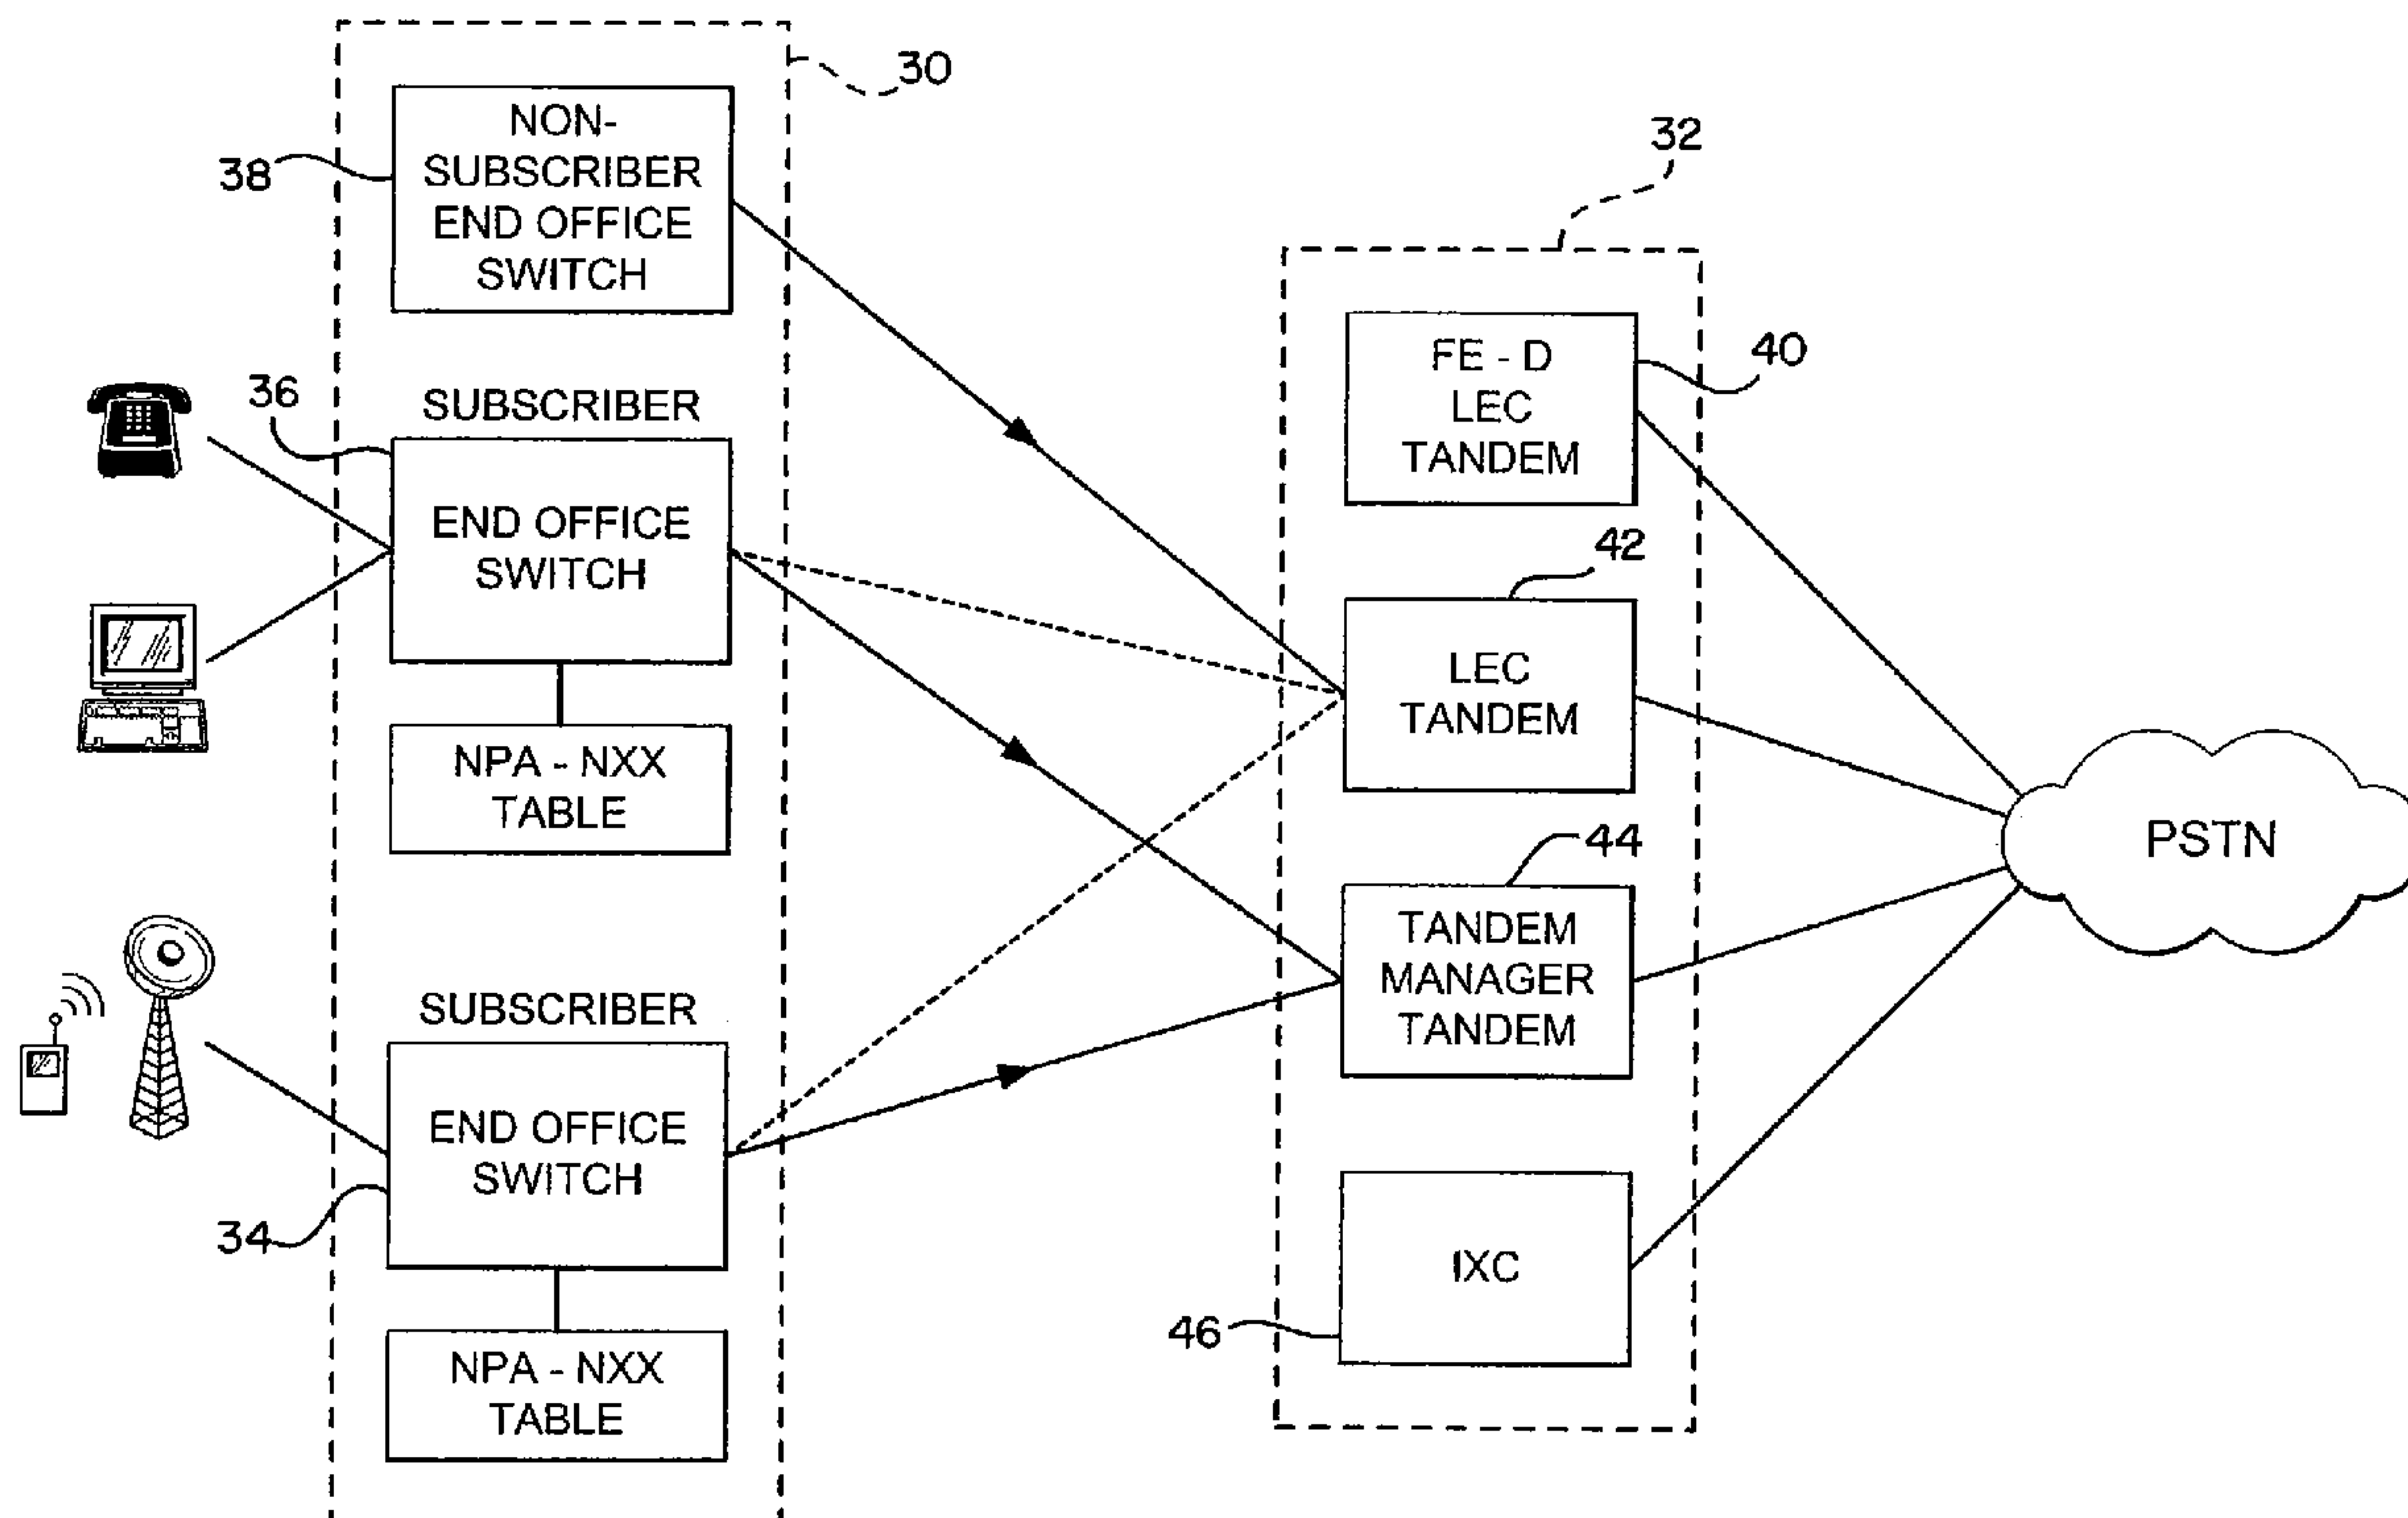 30
NON-
SUBSCRIBER
END OFFICE
SWITCH
38
32
FE - D
LEC
TANDEM
40
36
SUBSCRIBER
END OFFICE
SWITCH
42
LEC
TANDEM
NPA - NXX
TABLE
44
TANDEM
MANAGER
TANDEM
PSTN
SUBSCRIBER
END OFFICE
SWITCH
34
IXC
46
NPA - NXX
TABLE